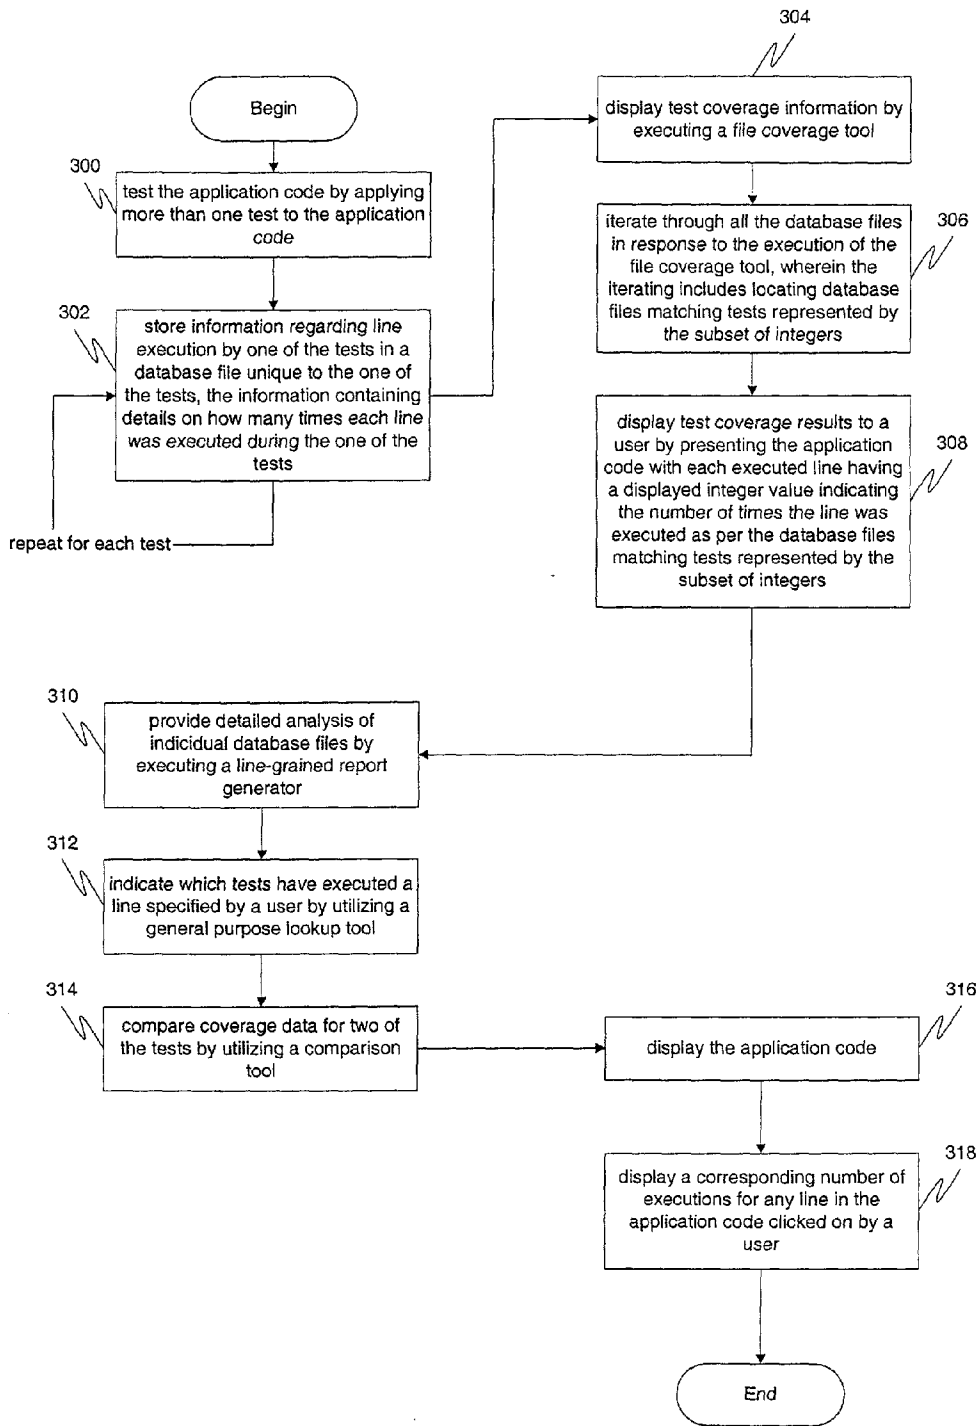 Begin
300
test the application code by applying
more than one test to the application
code
302
store information regarding line
execution by one of the tests in a
database file unique to the one of
the tests, the information containing
details on how many times each line
was executed during the one of the
tests
repeat for each test
304
display test coverage information by
executing a file coverage tool
306
iterate through all the database files
in response to the execution of the
file coverage tool, wherein the
iterating includes locating database
files matching tests represented by
the subset of integers
308
display test coverage results to a
user by presenting the application
code with each executed line having
a displayed integer value indicating
the number of times the line was
executed as per the database files
matching tests represented by the
subset of integers
310
provide detailed analysis of
indicidual database files by
executing a line-grained report
generator
312
indicate which tests have executed a
line specified by a user by utilizing a
general purpose lookup tool
314
compare coverage data for two of
the tests by utilizing a comparison
tool
316
display the application code
318
display a corresponding number of
executions for any line in the
application code clicked on by a
user
End